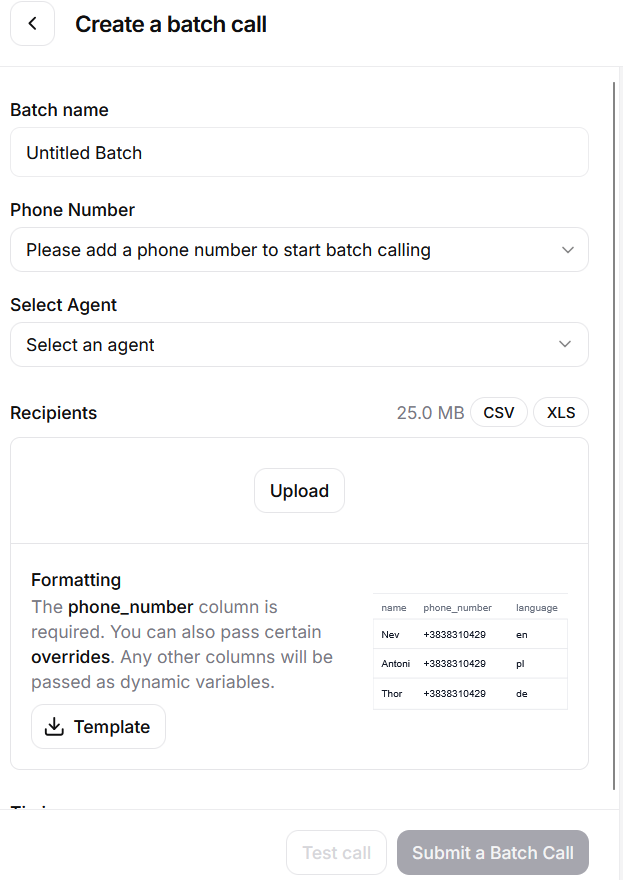 Create a batch call
Batch name
Untitled Batch
Phone Number
Please add a phone number to start batch calling
Select Agent
Select an agent
Recipients 25.0 MB CSV XLS
Upload
Formatting
The phone_number column is
required. You can also pass certain
overrides. Any other columns will be
passed as dynamic variables.
Template
name phone_number language
Nev +3838310429 en
Antoni +3838310429 pl
Thor +3838310429 de
Test call Submit a Batch Call